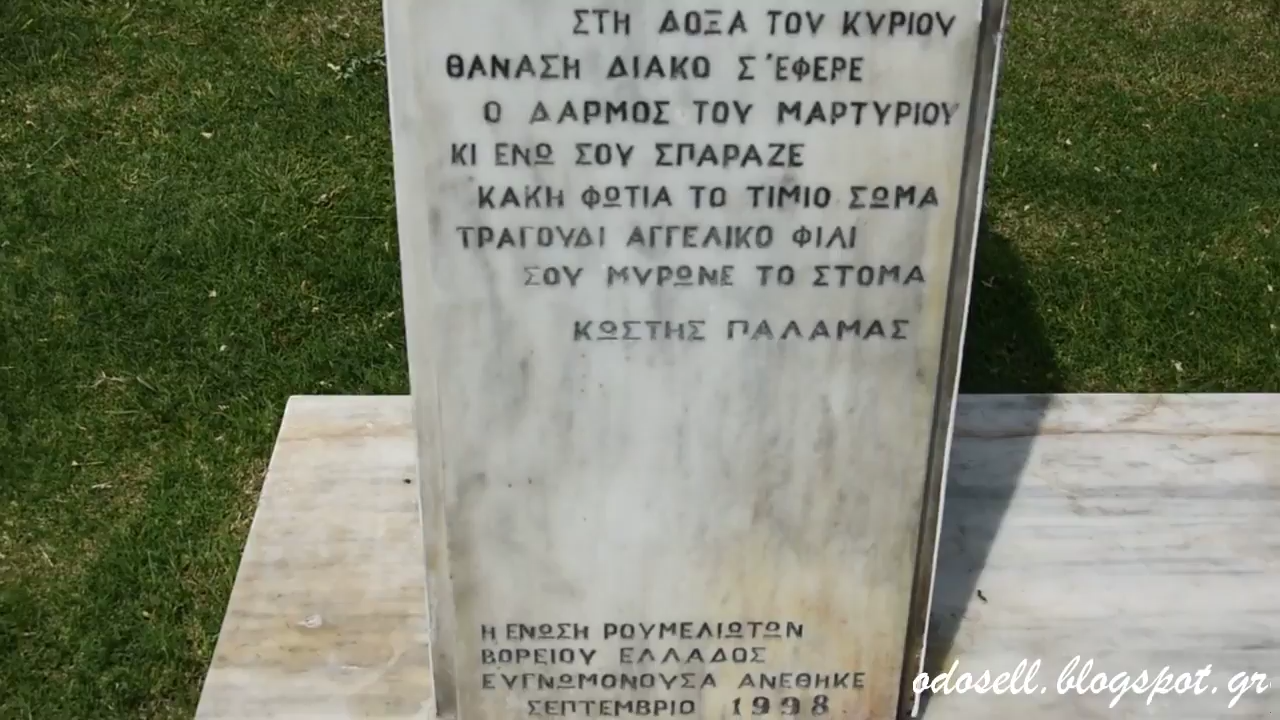 ΣΤΗ ΔΟΞΑ ΤΟΥ ΚΥΡΙΟΥ
ΘΑΝΑΣΗ ΔΙΑΚΟ Σ ΄ΕΦΕΡΕ
Ο ΔΑΡΜΟΣ ΤΟΥ ΜΑΡΤΥΡΙΟΥ
ΚΙ ΕΝΩ ΣΟΥ ΣΠΑΡΑΖΕ
ΚΑΚΗ ΦΩΤΙΑ ΤΟ ΤΙΜΙΟ ΣΩΜΑ
ΤΡΑΓΟΥΔΙ ΑΓΓΕΛΙΚΟ ΦΙΛΙ
ΣΟΥ ΜΥΡΩΝΕ ΤΟ ΣΤΟΜΑ
ΚΩΣΤΗΣ ΠΑΛΑΜΑΣ
Η ΕΝΩΣΗ ΡΟΥΜΕΛΙΩΤΩΝ
ΒΟΡΕΙΟΥ ΕΛΛΑΔΟΣ
ΕΥΓΝΩΜΟΝΟΥΣΑ ΑΝΕΘΗΚΕ
ΣΕΠΤΕΜΒΡΙΟ 1998
odosell.blogspot.gr